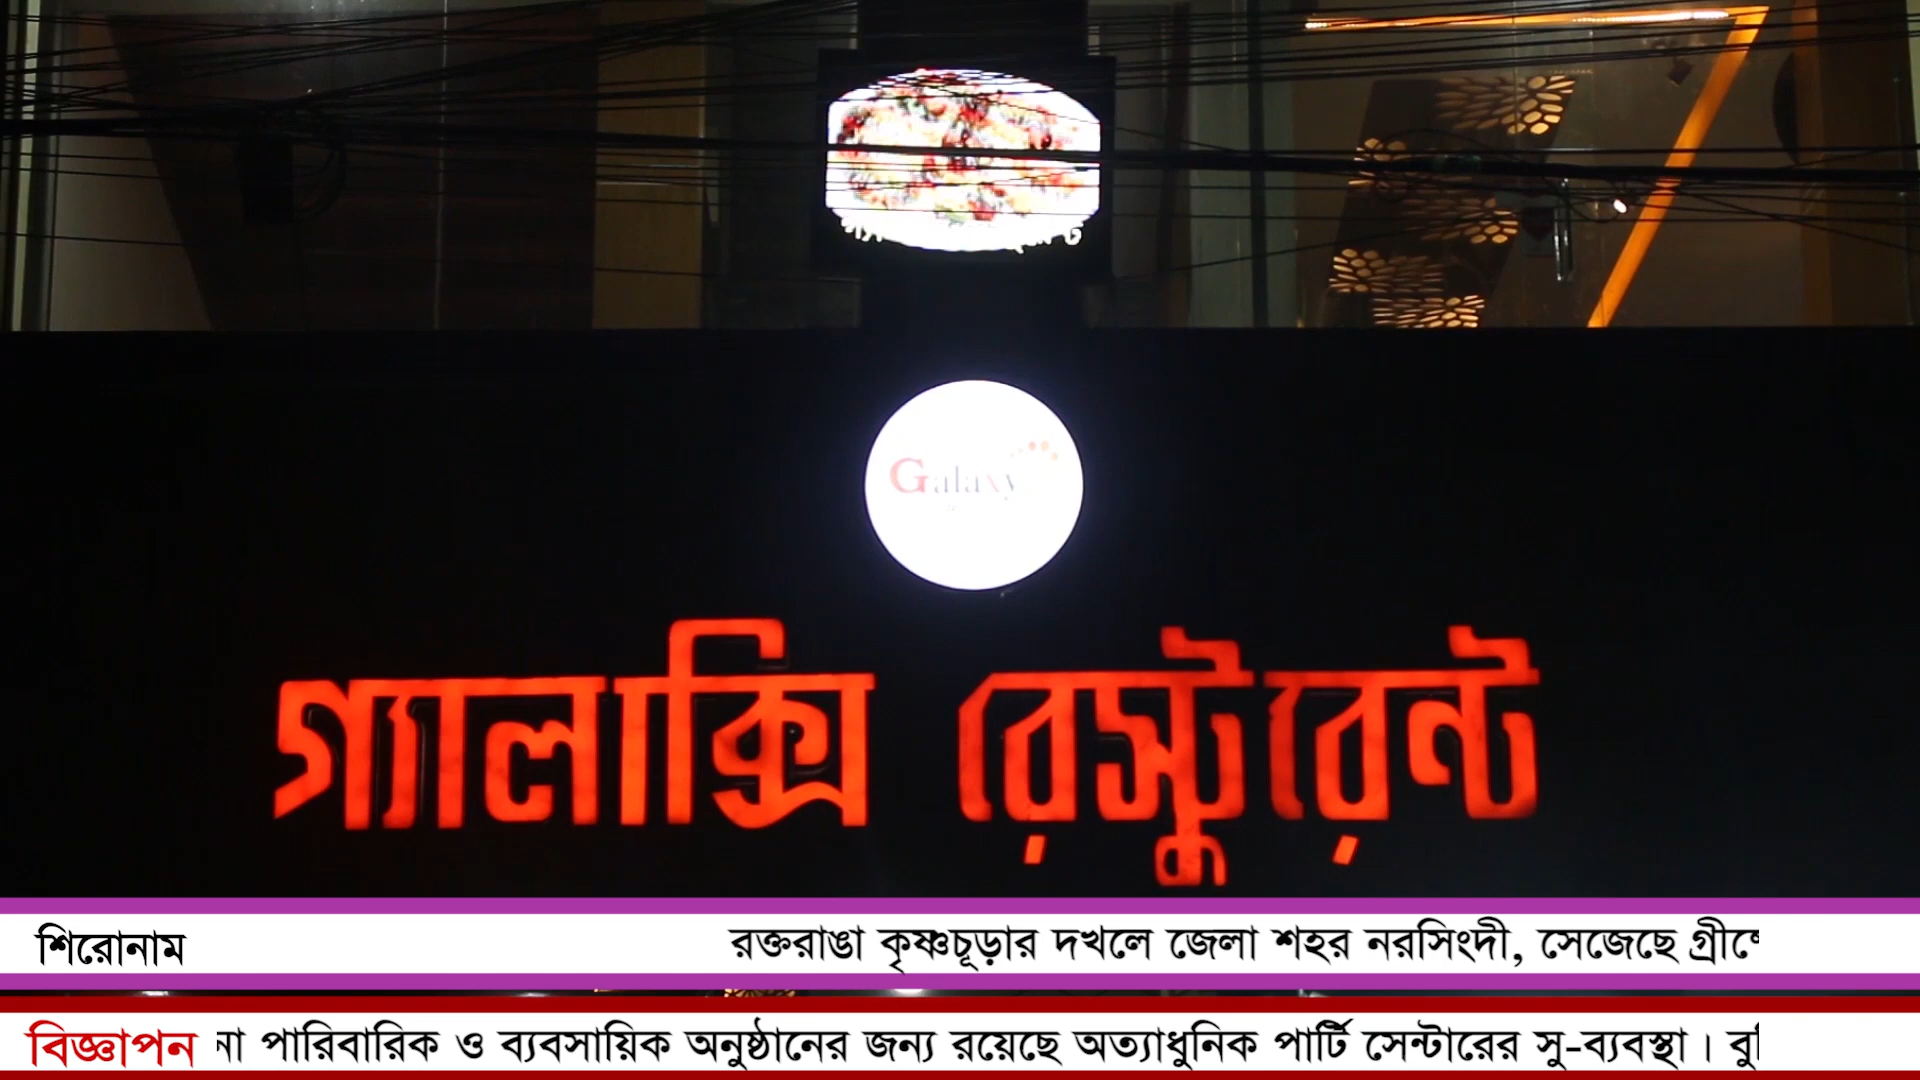 Galaxy
গ্যালাক্সি রেস্টুরেন্ট
শিরোনাম রক্তরাঙা কৃষ্ণচূড়ার দখলে জেলা শহর নরসিংদী, সেজেছে
বিজ্ঞাপন পারিবারিক ও ব্যবসায়িক অনুষ্ঠানের জন্য রয়েছে অত্যাধুনিক পার্টি সেন্টারের সু-ব্যবস্থা।